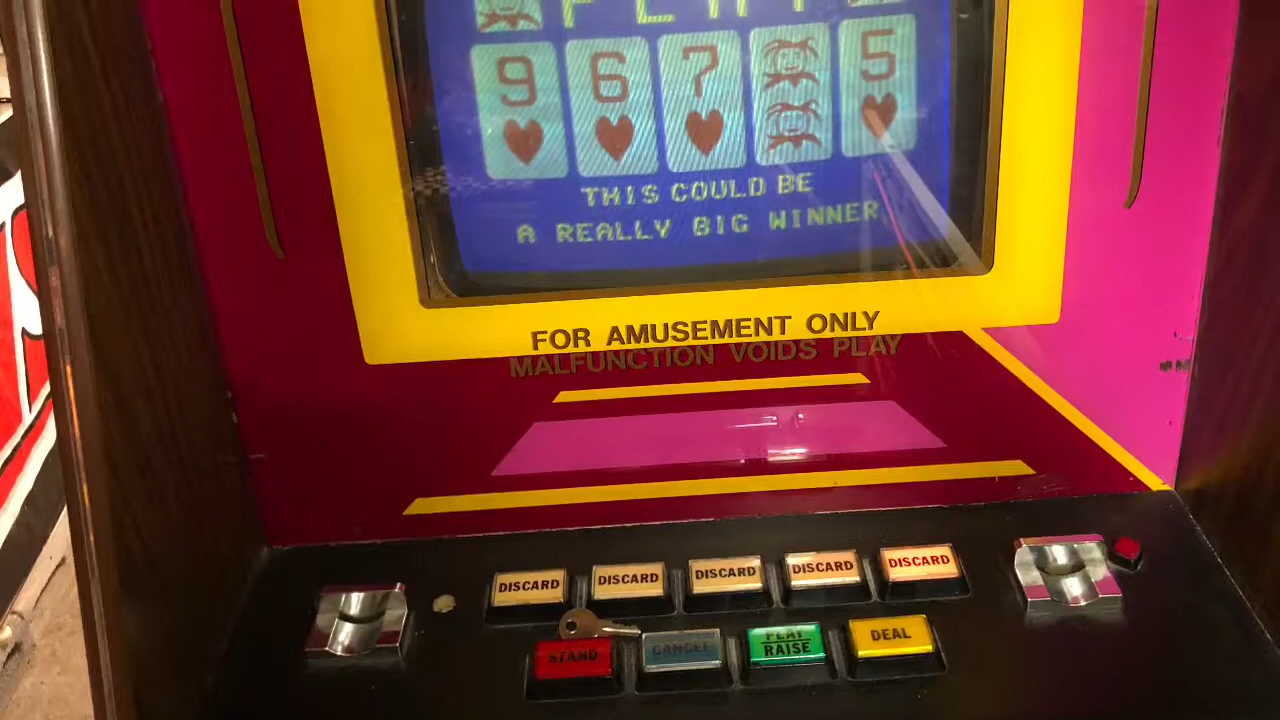 9 6 7 5
THIS COULD BE
A REALLY BIG WINNER
FOR AMUSEMENT ONLY
MALFUNCTION VOIDS PLAY
DISCARD DISCARD DISCARD DISCARD DISCARD
STAND CANCEL PLAY RAISE DEAL